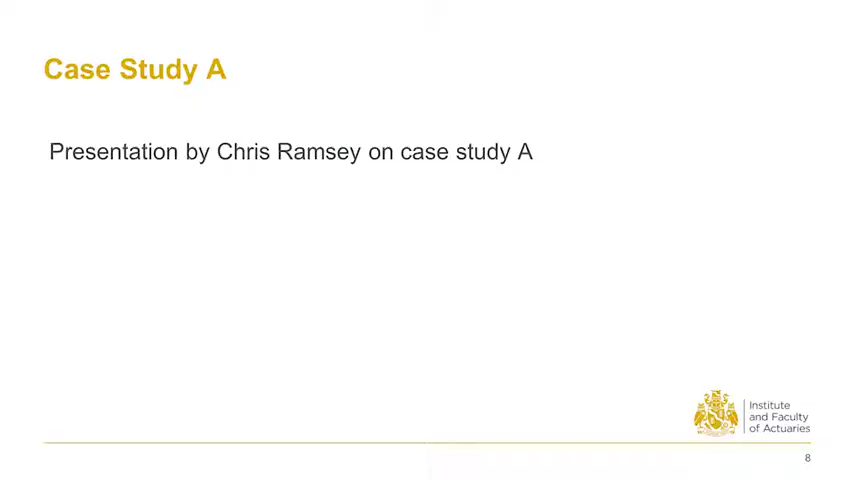 Case Study A
Presentation by Chris Ramsey on case study A
Institute
and Faculty
of Actuaries
8